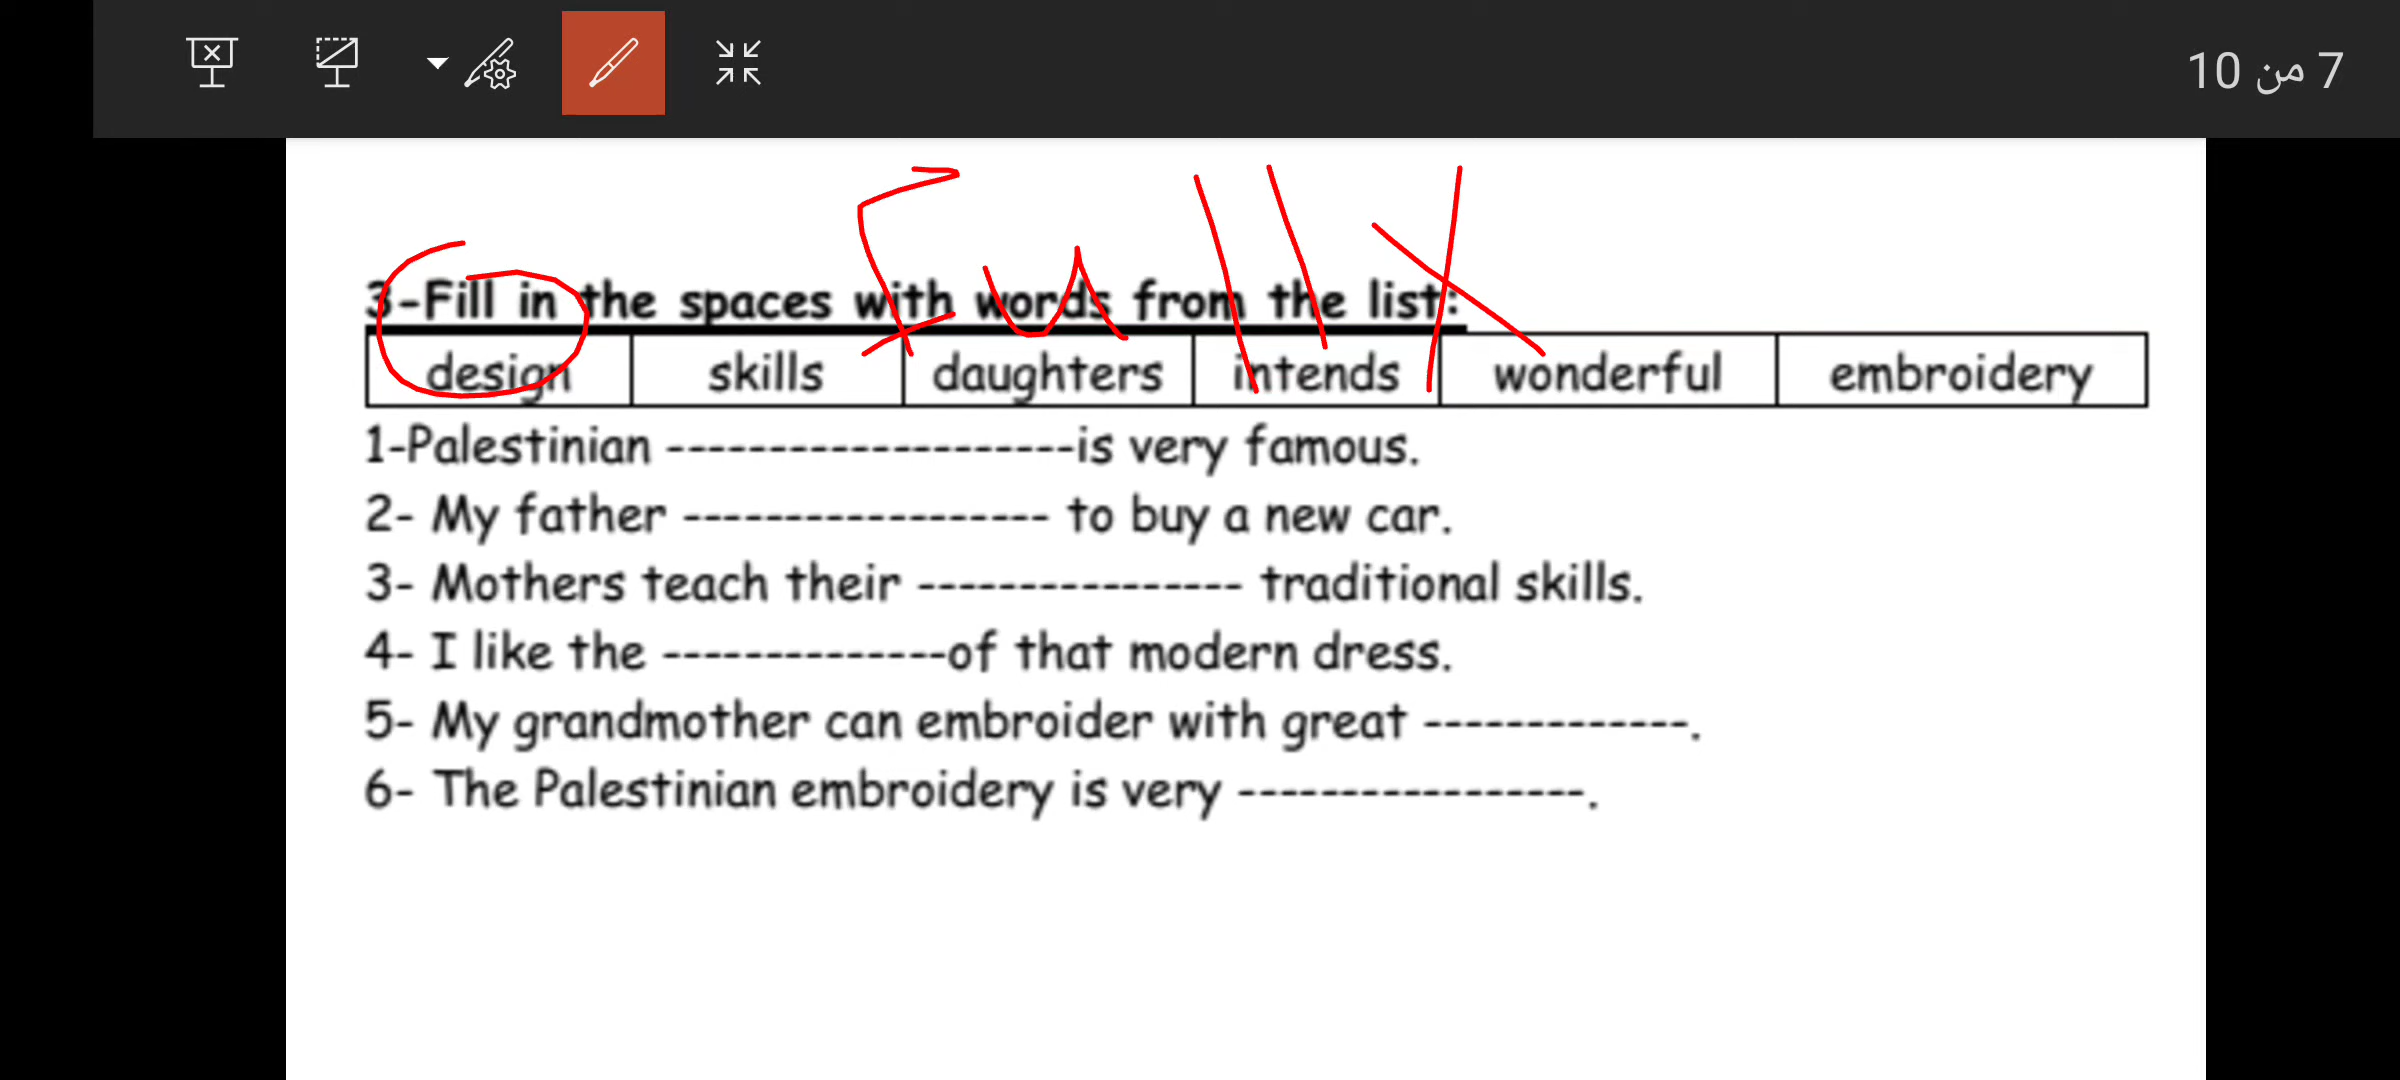 7 من 10
3-Fill in the spaces with words from the list:
design skills daughters intends wonderful embroidery
1-Palestinian --------------------is very famous.
2- My father ------------------ to buy a new car.
3- Mothers teach their ---------------- traditional skills.
4- I like the --------------of that modern dress.
5- My grandmother can embroider with great -------------.
6- The Palestinian embroidery is very -----------------.